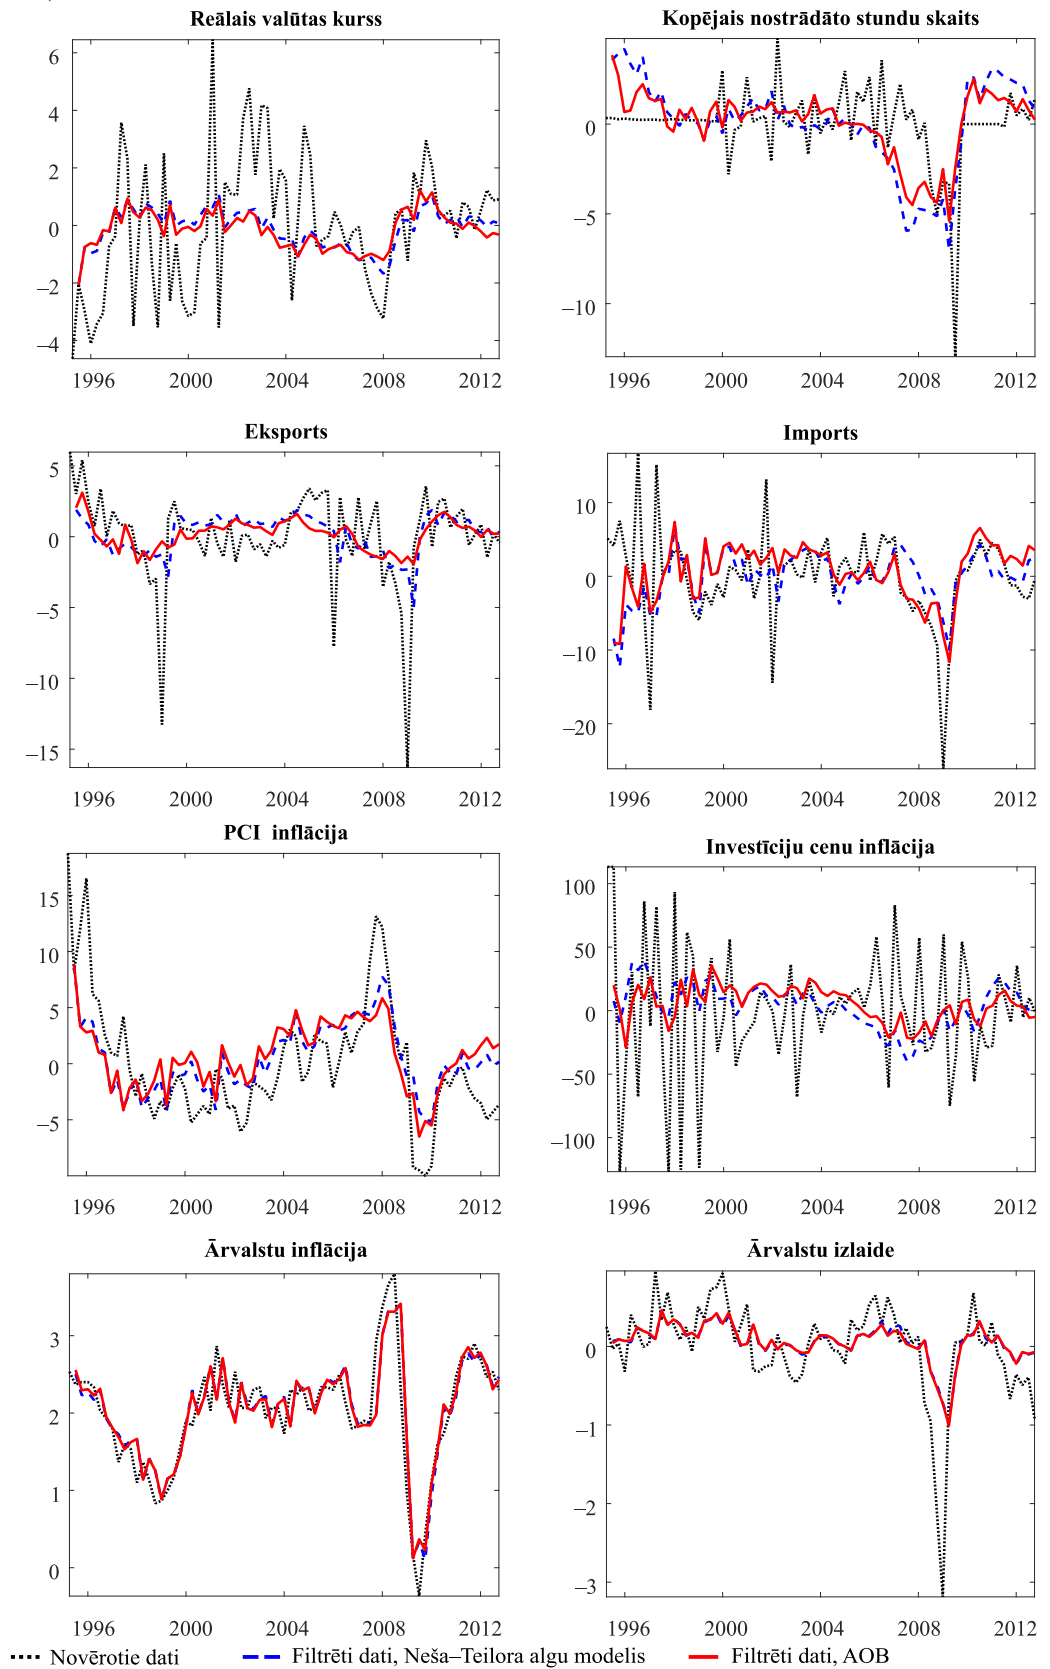 Reālais valūtas kurss
6
4
2
0
−2
−4
1996 2000 2004 2008 2012
Kopējais nostrādāto stundu skaits
0
−5
−10
1996 2000 2004 2008 2012
Eksports
5
0
−5
−10
−15
1996 2000 2004 2008 2012
Imports
10
0
−10
−20
1996 2000 2004 2008 2012
PCI inflācija
15
10
5
0
−5
1996 2000 2004 2008 2012
Investīciju cenu inflācija
100
50
0
−50
−100
1996 2000 2004 2008 2012
Ārvalstu inflācija
3
2
1
0
1996 2000 2004 2008 2012
Ārvalstu izlaide
0
−1
−2
−3
1996 2000 2004 2008 2012
Novērotie dati Filtrēti dati, Neša–Teilora algu modelis Filtrēti dati, AOB